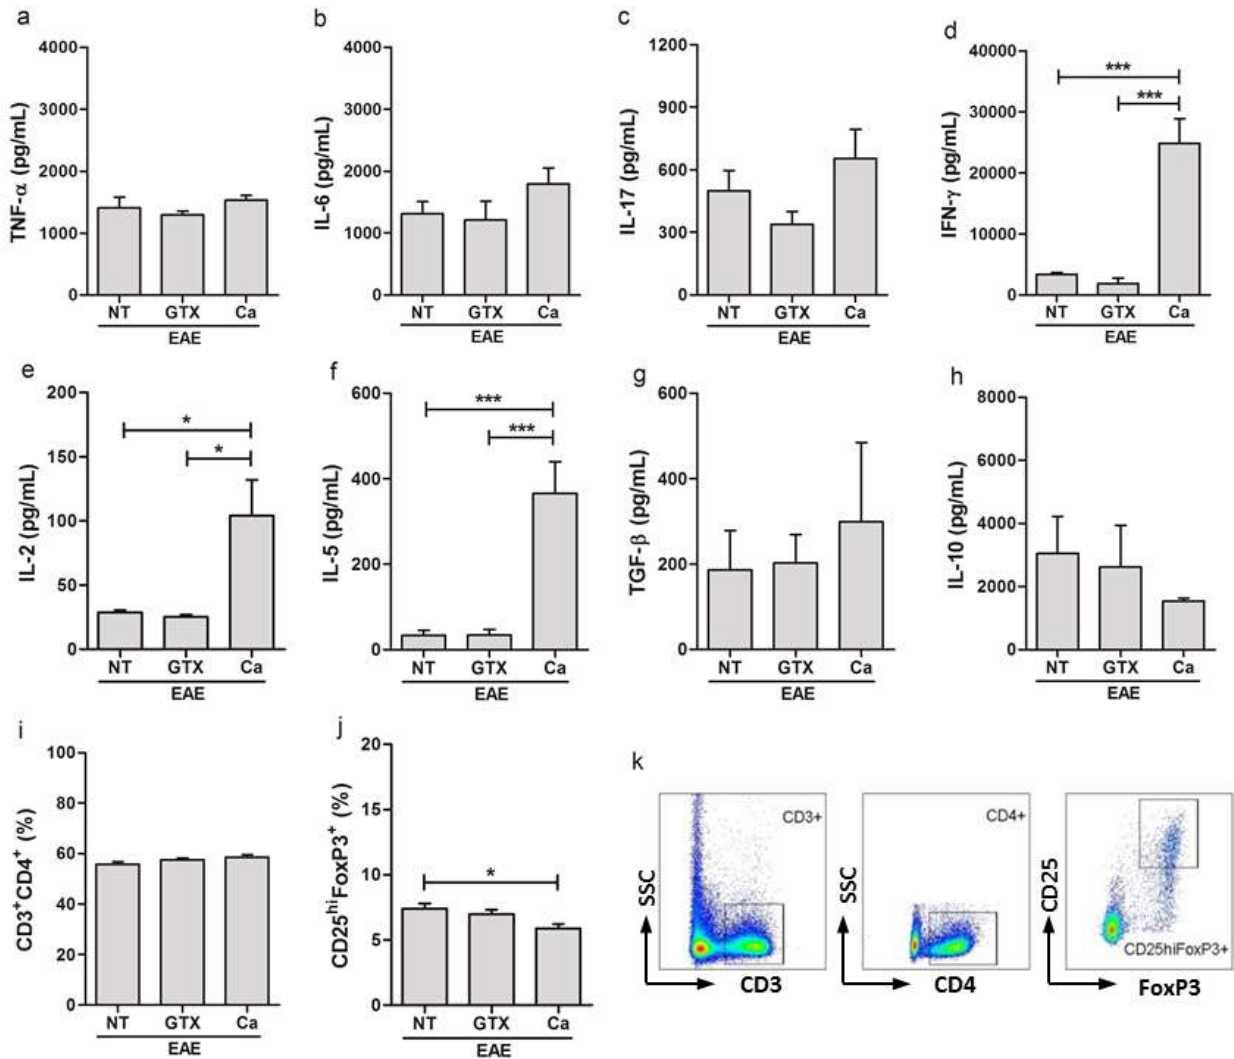 a
TNF-α (pg/mL)
4000
3000
2000
1000
0
NT GTX Ca
EAE
b
IL-6 (pg/mL)
4000
3000
2000
1000
0
NT GTX Ca
EAE
c
IL-17 (pg/mL)
1200
900
600
300
0
NT GTX Ca
EAE
d
IFN-γ (pg/mL)
40000
30000
20000
10000
0
***
***
NT GTX Ca
EAE
e
IL-2 (pg/mL)
200
150
100
50
0
*
*
NT GTX Ca
EAE
f
IL-5 (pg/mL)
600
400
200
0
***
***
NT GTX Ca
EAE
g
TGF-β (pg/mL)
600
400
200
0
NT GTX Ca
EAE
h
IL-10 (pg/mL)
8000
6000
4000
2000
0
NT GTX Ca
EAE
i
CD3⁺CD4⁺ (%)
100
80
60
40
20
0
NT GTX Ca
EAE
j
CD25ʰⁱFoxP3⁺ (%)
20
15
10
5
0
*
NT GTX Ca
EAE
k
CD3+
SSC
CD3
CD4+
SSC
CD4
CD25
CD25hiFoxP3+
FoxP3